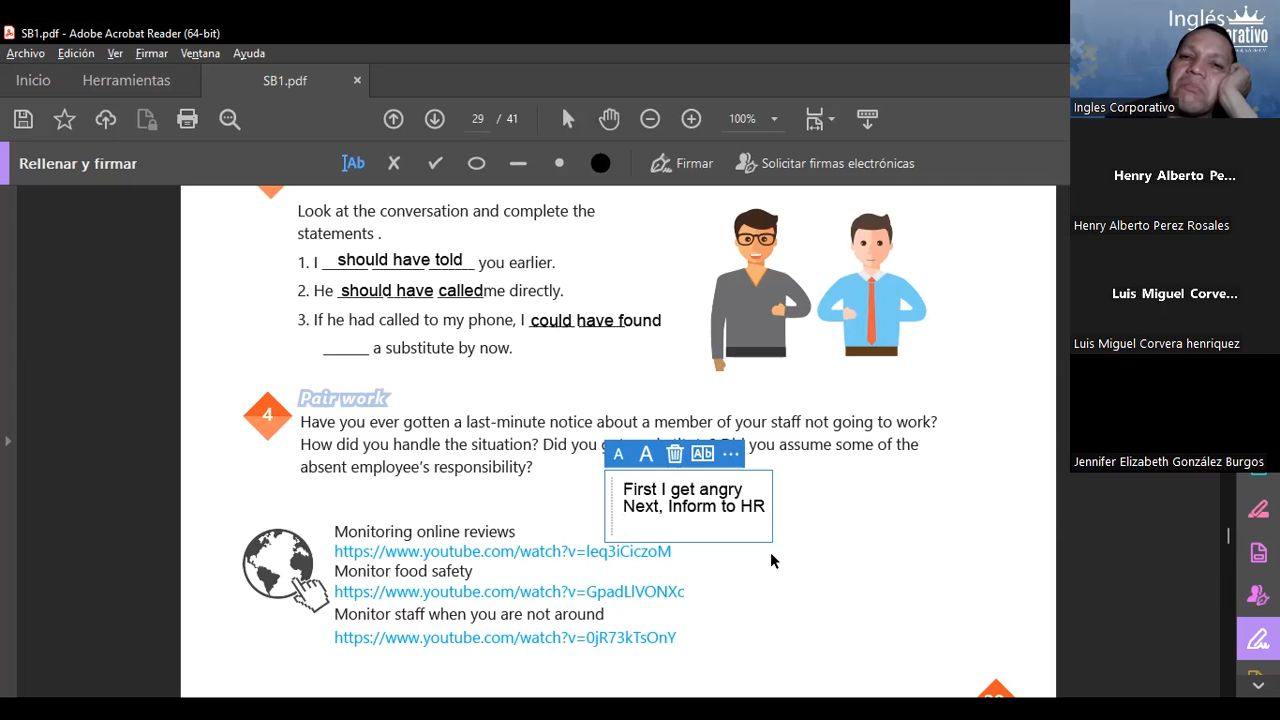 SB1.pdf - Adobe Acrobat Reader (64-bit)
Archivo Edición Ver Firmar Ventana Ayuda
Inicio Herramientas SB1.pdf ×
29 / 41 100%
Rellenar y firmar Ab Firmar Solicitar firmas electrónicas
Look at the conversation and complete the
statements .
1. I should have told you earlier.
2. He should have called me directly.
3. If he had called to my phone, I could have found
______ a substitute by now.
4 Pair work
Have you ever gotten a last-minute notice about a member of your staff not going to work?
How did you handle the situation? Did you you assume some of the
absent employee's responsibility?
A A Ab ...
First I get angry
Next, Inform to HR
Monitoring online reviews
https://www.youtube.com/watch?v=leq3iCiczoM
Monitor food safety
https://www.youtube.com/watch?v=GpadLlVONXc
Monitor staff when you are not around
https://www.youtube.com/watch?v=0jR73kTsOnY
Inglés
Ingles Corporativo
Henry Alberto Pe...
Henry Alberto Perez Rosales
Luis Miguel Corve...
Luis Miguel Corvera henriquez
Jennifer Elizabeth González Burgos